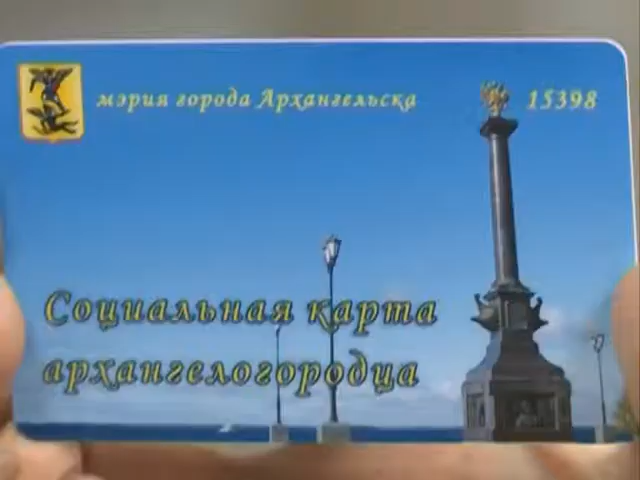 мэрия города Архангельска 15398
Социальная карта
архангелогородца